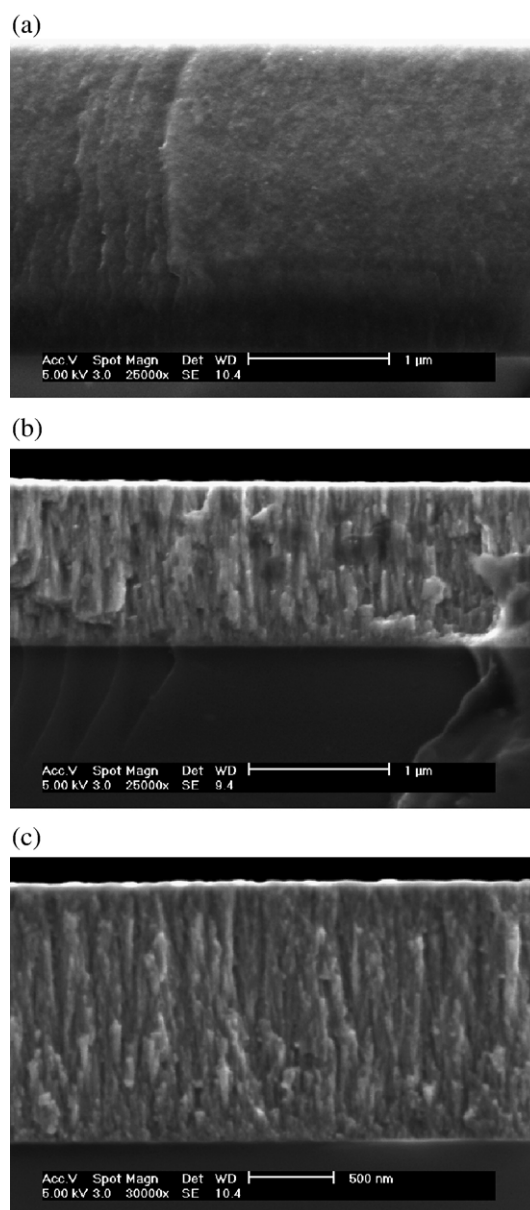 (a)
Acc.V Spot Magn Det WD 1 µm
5.00 kV 3.0 25000x SE 10.4
(b)
Acc.V Spot Magn Det WD 1 µm
5.00 kV 3.0 25000x SE 9.4
(c)
Acc.V Spot Magn Det WD 500 nm
5.00 kV 3.0 30000x SE 10.4